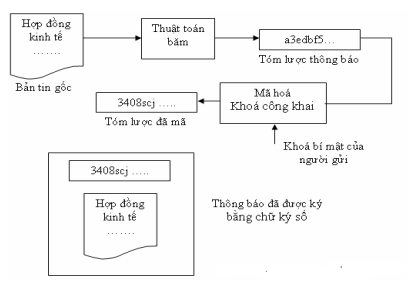 Hợp đồng
kinh tế
.......
Bản tin gốc
Thuật toán
băm
a3edbf5...
Tóm lược thông báo
Mã hoá
Khoá công khai
3408scj .....
Tóm lược đã mã
Khoá bí mật của
người gửi
3408scj .....
Hợp đồng
kinh tế
.......
Thông báo đã được ký
bằng chữ ký số